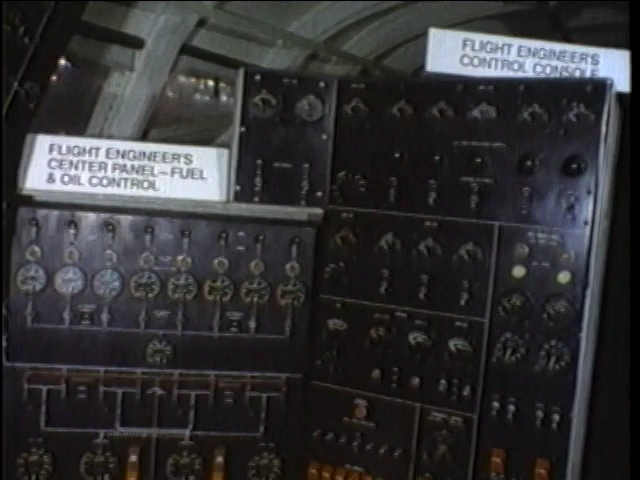 FLIGHT ENGINEER'S
CONTROL CONSOLE
FLIGHT ENGINEER'S
CENTER PANEL-FUEL
& OIL CONTROL